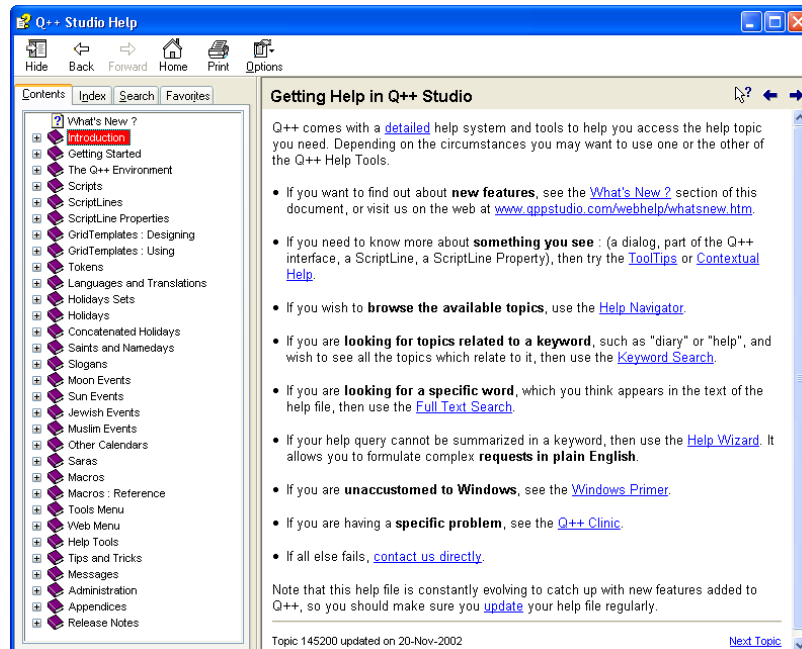 Q++ Studio Help
Hide Back Forward Home Print Options
Contents Index Search Favorites
What's New ?
Introduction
Getting Started
The Q++ Environment
Scripts
ScriptLines
ScriptLine Properties
GridTemplates : Designing
GridTemplates : Using
Tokens
Languages and Translations
Holidays Sets
Holidays
Concatenated Holidays
Saints and Namedays
Slogans
Moon Events
Sun Events
Jewish Events
Muslim Events
Other Calendars
Saras
Macros
Macros : Reference
Tools Menu
Web Menu
Help Tools
Tips and Tricks
Messages
Administration
Appendices
Release Notes
Getting Help in Q++ Studio
Q++ comes with a detailed help system and tools to help you access the help topic
you need. Depending on the circumstances you may want to use one or the other of
the Q++ Help Tools.
• If you want to find out about new features, see the What's New ? section of this
document, or visit us on the web at www.qppstudio.com/webhelp/whatsnew.htm.
• If you need to know more about something you see : (a dialog, part of the Q++
interface, a ScriptLine, a ScriptLine Property), then try the ToolTips or Contextual
Help.
• If you wish to browse the available topics, use the Help Navigator.
• If you are looking for topics related to a keyword, such as "diary" or "help", and
wish to see all the topics which relate to it, then use the Keyword Search.
• If you are looking for a specific word, which you think appears in the text of the
help file, then use the Full Text Search.
• If your help query cannot be summarized in a keyword, then use the Help Wizard. It
allows you to formulate complex requests in plain English.
• If you are unaccustomed to Windows, see the Windows Primer.
• If you are having a specific problem, see the Q++ Clinic.
• If all else fails, contact us directly.
Note that this help file is constantly evolving to catch up with new features added to
Q++, so you should make sure you update your help file regularly.
Topic 145200 updated on 20-Nov-2002 Next Topic